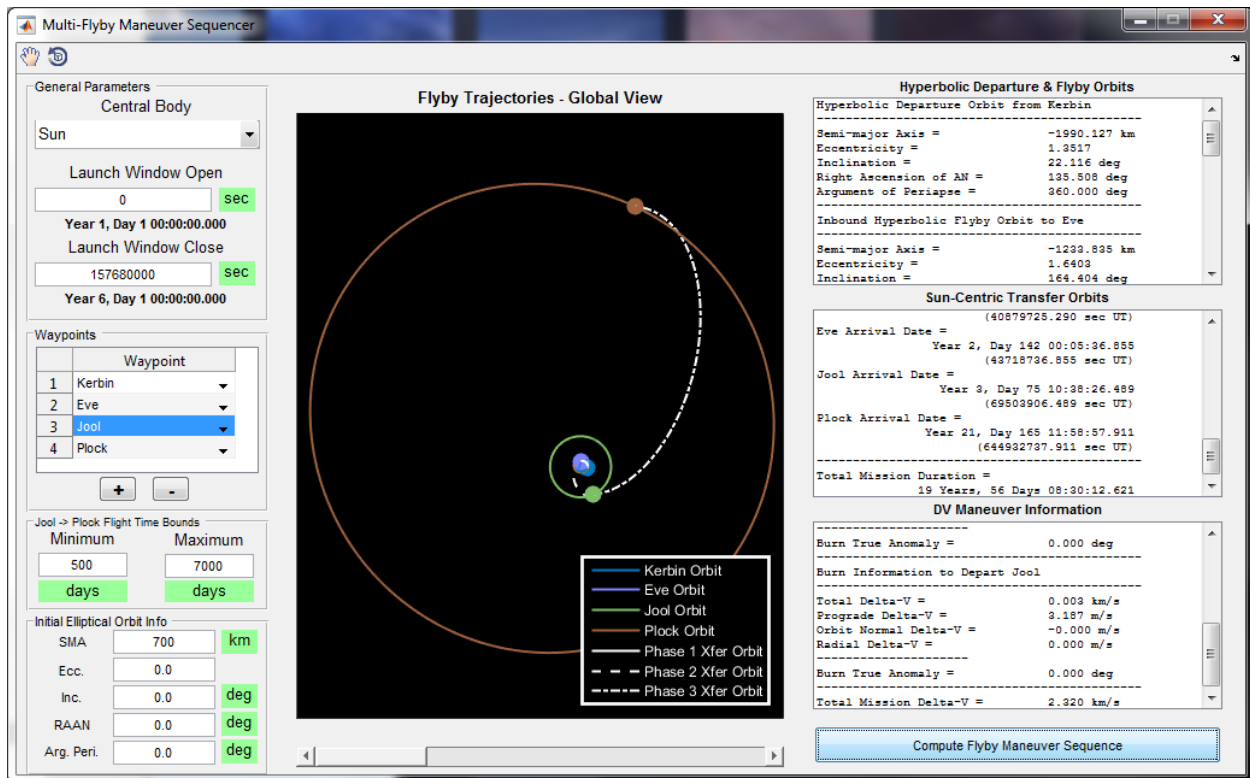 Multi-Flyby Maneuver Sequencer
General Parameters
Central Body
Sun
Launch Window Open
0 sec
Year 1, Day 1 00:00:00.000
Launch Window Close
157680000 sec
Year 6, Day 1 00:00:00.000
Waypoints
Waypoint
1 Kerbin
2 Eve
3 Jool
4 Plock
+ -
Jool -> Plock Flight Time Bounds
Minimum Maximum
500 7000
days days
Initial Elliptical Orbit Info
SMA 700 km
Ecc. 0.0
Inc. 0.0 deg
RAAN 0.0 deg
Arg. Peri. 0.0 deg
Flyby Trajectories - Global View
Kerbin Orbit
Eve Orbit
Jool Orbit
Plock Orbit
Phase 1 Xfer Orbit
Phase 2 Xfer Orbit
Phase 3 Xfer Orbit
Hyperbolic Departure & Flyby Orbits
Hyperbolic Departure Orbit from Kerbin
---------------------------------------------
Semi-major Axis = -1990.127 km
Eccentricity = 1.3517
Inclination = 22.116 deg
Right Ascension of AN = 135.508 deg
Argument of Periapse = 360.000 deg
---------------------------------------------
Inbound Hyperbolic Flyby Orbit to Eve
---------------------------------------------
Semi-major Axis = -1233.835 km
Eccentricity = 1.6403
Inclination = 164.404 deg
Sun-Centric Transfer Orbits
(40879725.290 sec UT)
Eve Arrival Date =
Year 2, Day 142 00:05:36.855
(43718736.855 sec UT)
Jool Arrival Date =
Year 3, Day 75 10:38:26.489
(69503906.489 sec UT)
Plock Arrival Date =
Year 21, Day 165 11:58:57.911
(644932737.911 sec UT)
---------------------------------------------
Total Mission Duration =
19 Years, 56 Days 08:30:12.621
DV Maneuver Information
---------------------
Burn True Anomaly = 0.000 deg
---------------------------------------------
Burn Information to Depart Jool
---------------------------------------------
Total Delta-V = 0.003 km/s
Prograde Delta-V = 3.187 m/s
Orbit Normal Delta-V = -0.000 m/s
Radial Delta-V = 0.000 m/s
---------------------
Burn True Anomaly = 0.000 deg
---------------------------------------------
Total Mission Delta-V = 2.320 km/s
Compute Flyby Maneuver Sequence